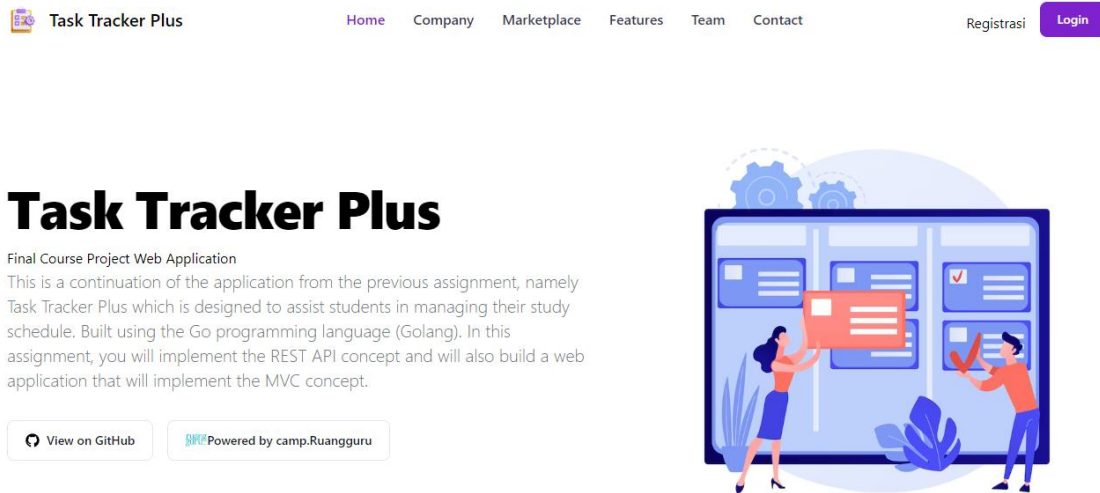 Task Tracker Plus
Home
Company
Marketplace
Features
Team
Contact
Registrasi
Login
Task Tracker Plus
Final Course Project Web Application
This is a continuation of the application from the previous assignment, namely
Task Tracker Plus which is designed to assist students in managing their study
schedule. Built using the Go programming language (Golang). In this
assignment, you will implement the REST API concept and will also build a web
application that will implement the MVC concept.
View on GitHub
Powered by camp.Ruangguru